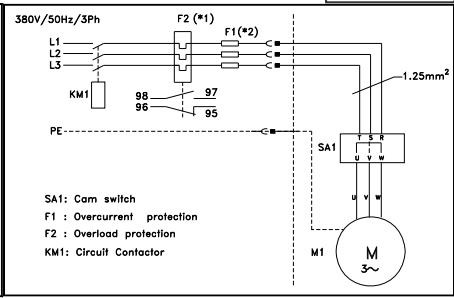 380V/50Hz/3Ph
F2 (*1)
F1(*2)
L1
L2
L3
KM1
98
97
96
95
1.25mm²
PE
T S R
SA1
U V W
U V W
SA1: Cam switch
F1 : Overcurrent protection
F2 : Overload protection
KM1: Circuit Contactor
M1
M
3~